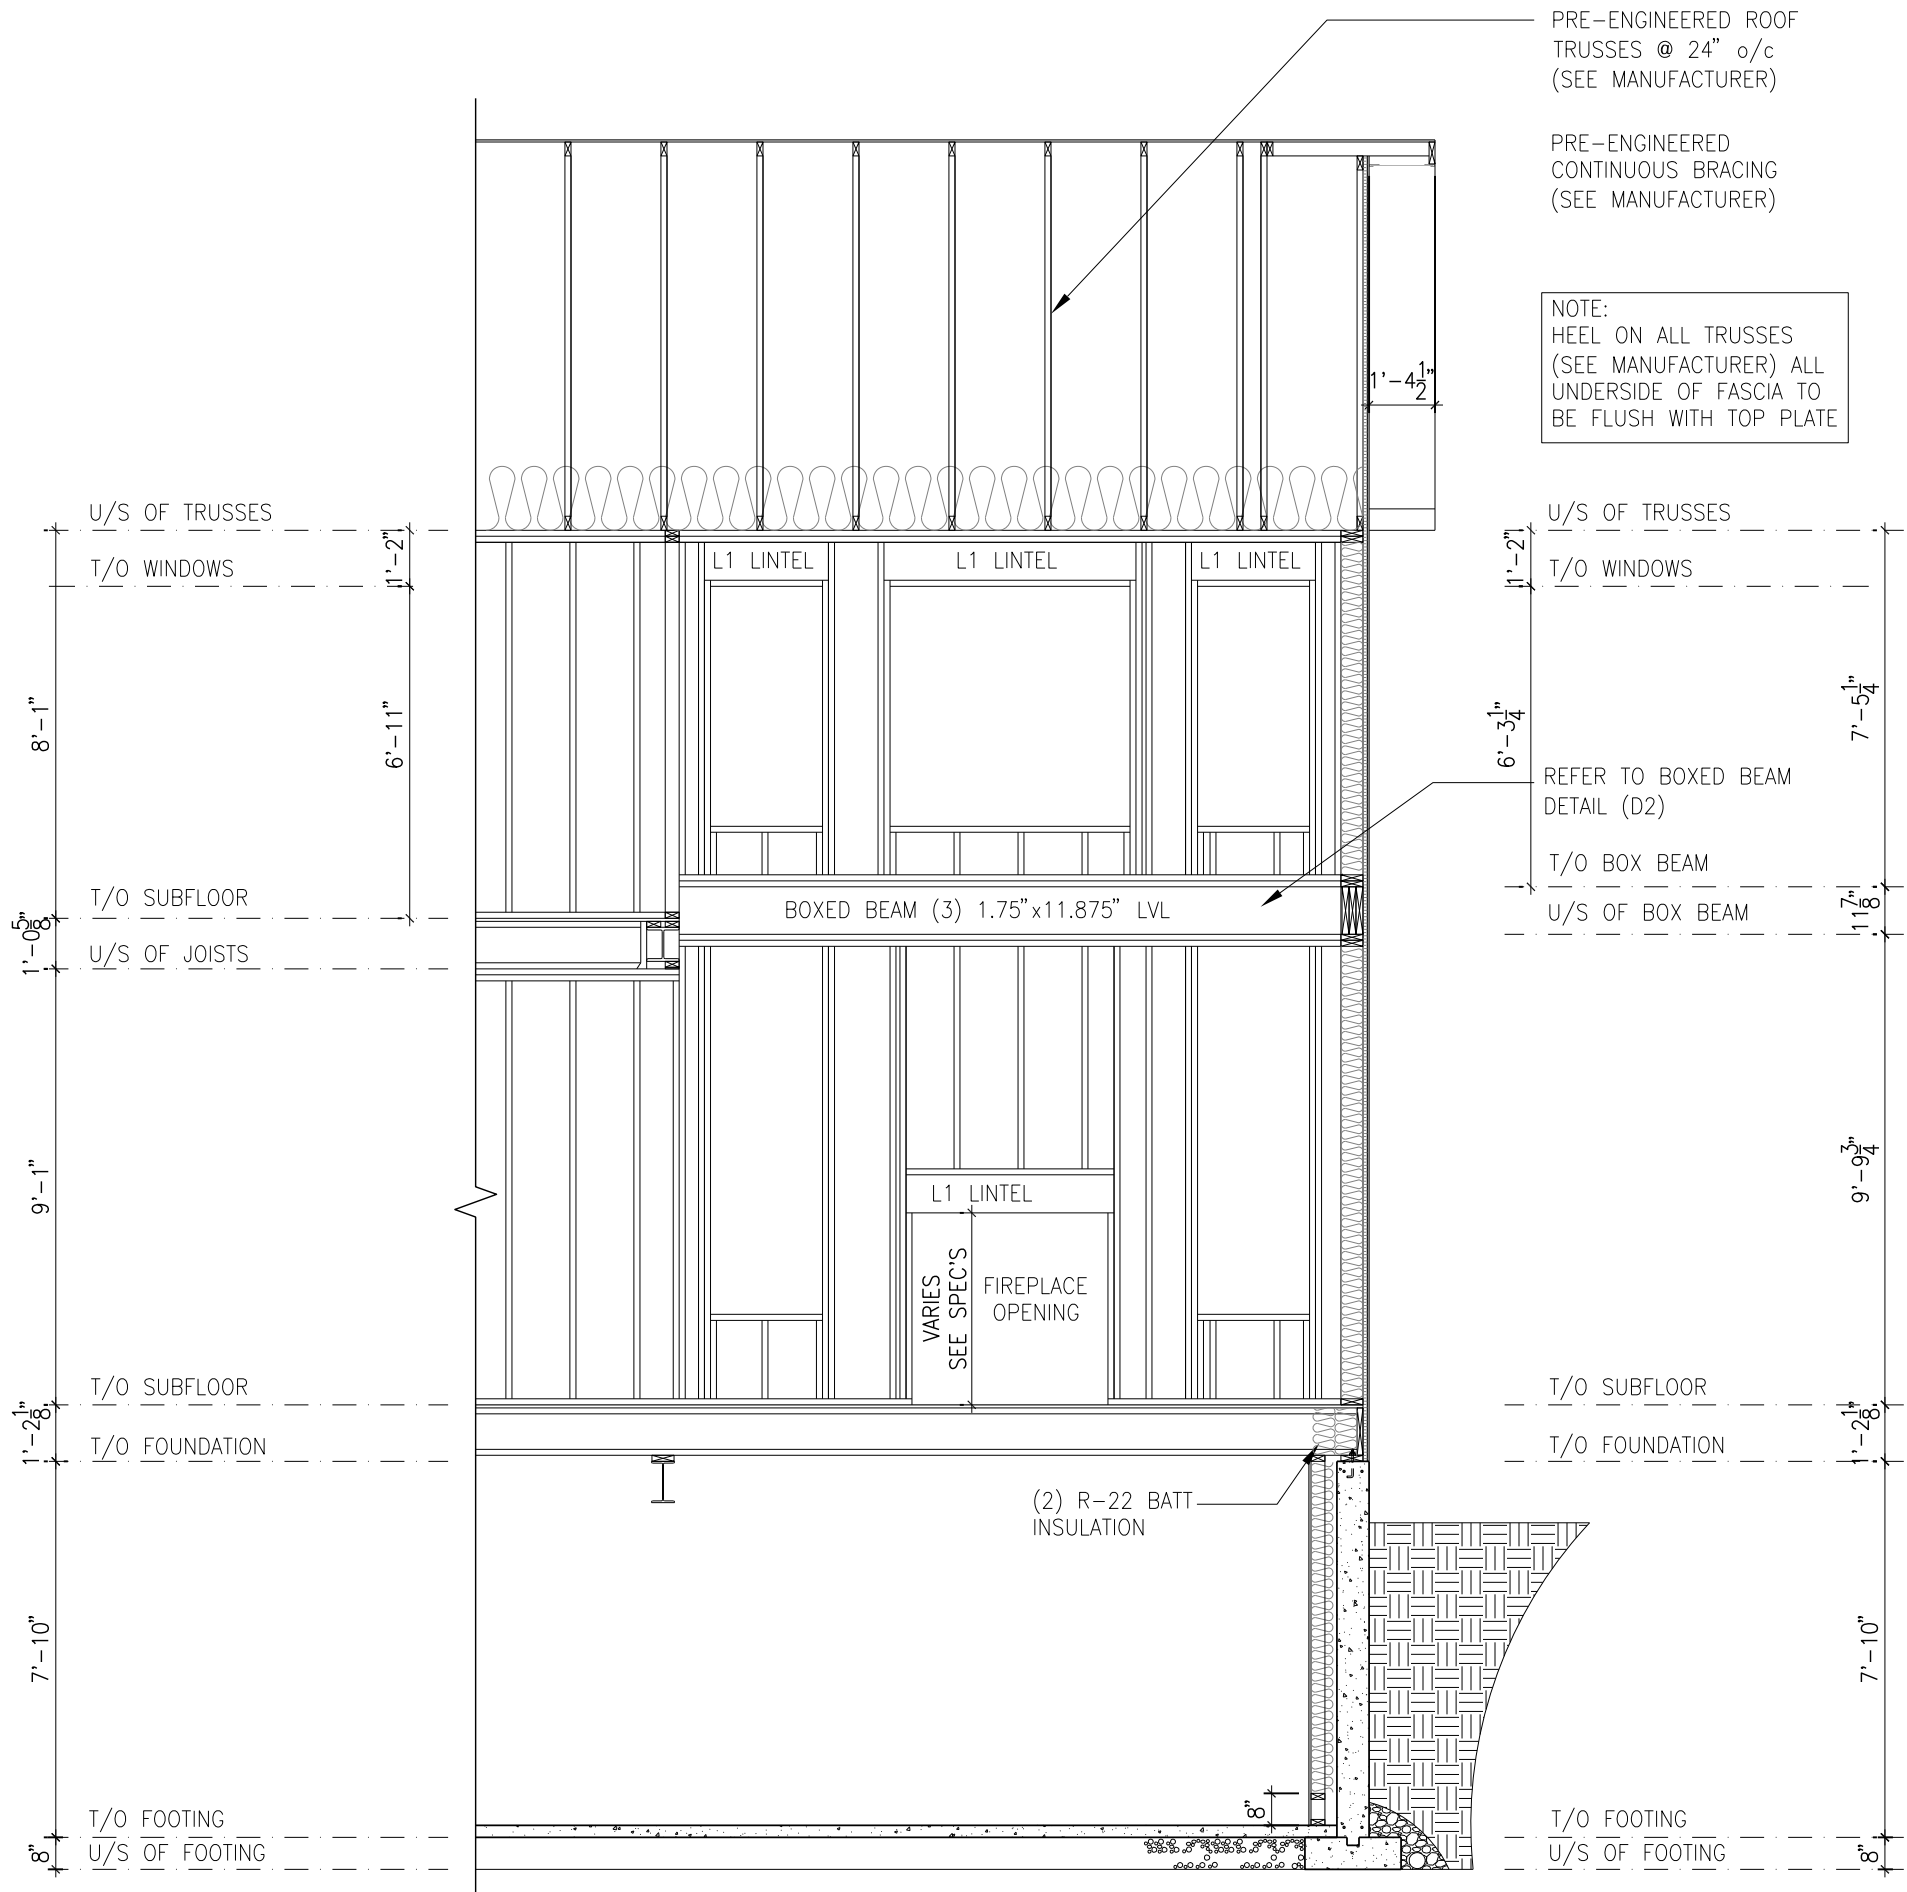 PRE-ENGINEERED ROOF
TRUSSES @ 24" o/c
(SEE MANUFACTURER)
PRE-ENGINEERED
CONTINUOUS BRACING
(SEE MANUFACTURER)
NOTE:
HEEL ON ALL TRUSSES
(SEE MANUFACTURER) ALL
UNDERSIDE OF FASCIA TO
BE FLUSH WITH TOP PLATE
1'-4 1/2"
U/S OF TRUSSES
T/O WINDOWS
1'-2"
8'-1"
6'-11"
T/O SUBFLOOR
1'-0 5/8"
U/S OF JOISTS
9'-1"
T/O SUBFLOOR
1'-2 1/8"
T/O FOUNDATION
7'-10"
T/O FOOTING
8"
U/S OF FOOTING
L1 LINTEL
L1 LINTEL
L1 LINTEL
BOXED BEAM (3) 1.75"x11.875" LVL
L1 LINTEL
VARIES
SEE SPEC'S
FIREPLACE
OPENING
(2) R-22 BATT
INSULATION
8"
U/S OF TRUSSES
1'-2"
T/O WINDOWS
6'-3 1/4"
7'-5 1/4"
REFER TO BOXED BEAM
DETAIL (D2)
T/O BOX BEAM
11 7/8"
U/S OF BOX BEAM
9'-9 3/4"
T/O SUBFLOOR
1'-2 1/8"
T/O FOUNDATION
7'-10"
T/O FOOTING
8"
U/S OF FOOTING